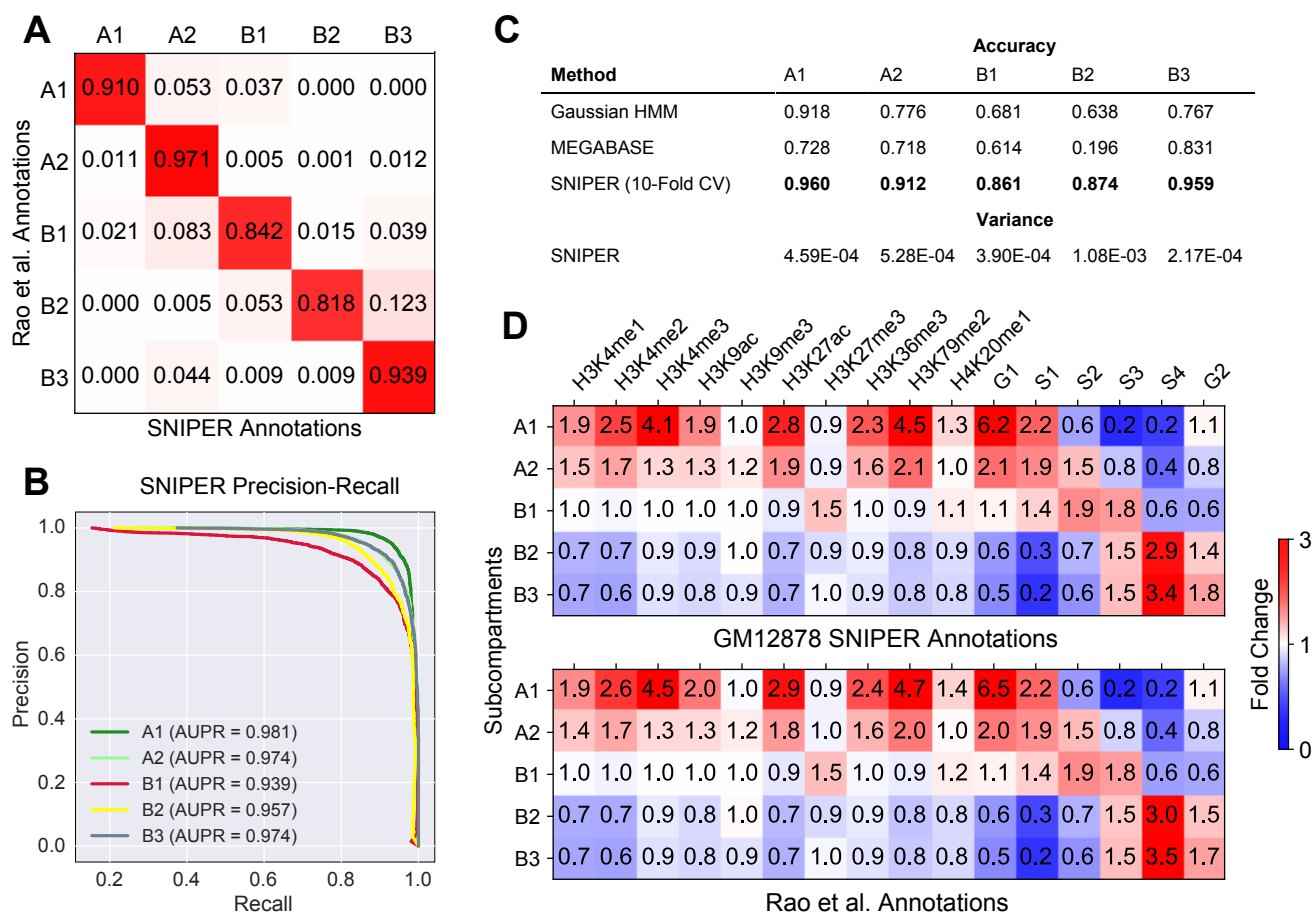 A
A1 A2 B1 B2 B3
Rao et al. Annotations
A1 0.910 0.053 0.037 0.000 0.000
A2 0.011 0.971 0.005 0.001 0.012
B1 0.021 0.083 0.842 0.015 0.039
B2 0.000 0.005 0.053 0.818 0.123
B3 0.000 0.044 0.009 0.009 0.939
SNIPER Annotations
B
SNIPER Precision-Recall
Precision
1.0
0.8
0.6
0.4
0.2
0.0
A1 (AUPR = 0.981)
A2 (AUPR = 0.974)
B1 (AUPR = 0.939)
B2 (AUPR = 0.957)
B3 (AUPR = 0.974)
0.2 0.4 0.6 0.8 1.0
Recall
C
Accuracy
Method A1 A2 B1 B2 B3
Gaussian HMM 0.918 0.776 0.681 0.638 0.767
MEGABASE 0.728 0.718 0.614 0.196 0.831
SNIPER (10-Fold CV) 0.960 0.912 0.861 0.874 0.959
Variance
SNIPER 4.59E-04 5.28E-04 3.90E-04 1.08E-03 2.17E-04
D
H3K4me1 H3K4me2 H3K4me3 H3K9ac H3K9me3 H3K27ac H3K27me3 H3K36me3 H3K79me2 H4K20me1 G1 S1 S2 S3 S4 G2
Subcompartments
A1 1.9 2.5 4.1 1.9 1.0 2.8 0.9 2.3 4.5 1.3 6.2 2.2 0.6 0.2 0.2 1.1
A2 1.5 1.7 1.3 1.3 1.2 1.9 0.9 1.6 2.1 1.0 2.1 1.9 1.5 0.8 0.4 0.8
B1 1.0 1.0 1.0 1.0 1.0 0.9 1.5 1.0 0.9 1.1 1.1 1.4 1.9 1.8 0.6 0.6
B2 0.7 0.7 0.9 0.9 1.0 0.7 0.9 0.9 0.8 0.9 0.6 0.3 0.7 1.5 2.9 1.4
B3 0.7 0.6 0.9 0.8 0.9 0.7 1.0 0.9 0.8 0.8 0.5 0.2 0.6 1.5 3.4 1.8
GM12878 SNIPER Annotations
A1 1.9 2.6 4.5 2.0 1.0 2.9 0.9 2.4 4.7 1.4 6.5 2.2 0.6 0.2 0.2 1.1
A2 1.4 1.7 1.3 1.3 1.2 1.8 1.0 1.6 2.0 1.0 2.0 1.9 1.5 0.8 0.4 0.8
B1 1.0 1.0 1.0 1.0 1.0 0.9 1.5 1.0 0.9 1.2 1.1 1.4 1.9 1.8 0.6 0.6
B2 0.7 0.7 0.9 0.8 1.0 0.7 0.9 0.9 0.8 0.9 0.6 0.3 0.7 1.5 3.0 1.5
B3 0.7 0.6 0.9 0.8 0.9 0.7 1.0 0.9 0.8 0.9 0.5 0.2 0.6 1.5 3.5 1.7
Rao et al. Annotations
3
1
0
Fold Change